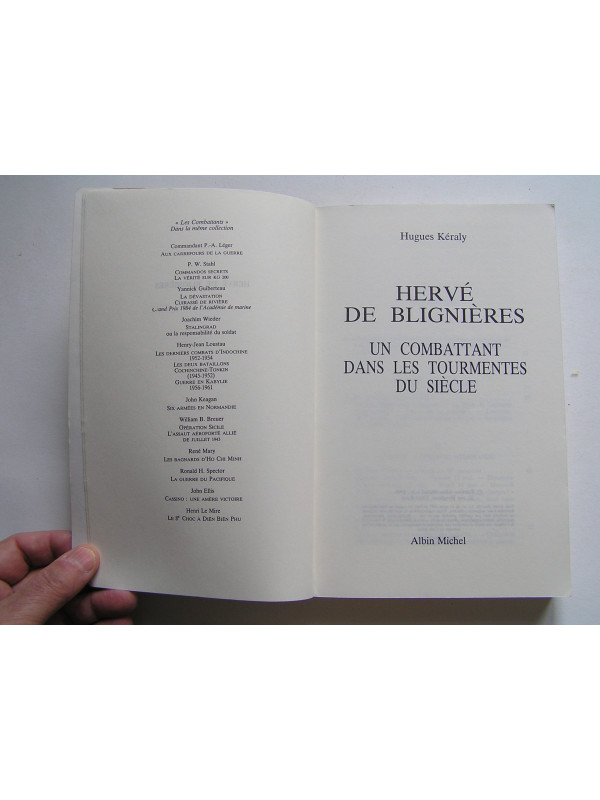 « Les Combattants »
Dans la même collection
Commandant P.-A. Léger
AUX CARREFOURS DE LA GUERRE
P. W. Stahl
COMMANDOS SECRETS
LA VÉRITÉ SUR KG 200
Yannick Guiberteau
LA DÉVASTATION
CUIRASSÉ DE RIVIÈRE
Grand Prix 1984 de l'Académie de marine
Joachim Wieder
STALINGRAD
ou la responsabilité du soldat
Henry-Jean Loustau
LES DERNIERS COMBATS D'INDOCHINE
1952-1954
LES DEUX BATAILLONS
COCHINCHINE-TONKIN
(1945-1952)
GUERRE EN KABYLIE
1956-1961
John Keagan
SIX ARMÉES EN NORMANDIE
William B. Breuer
OPÉRATION SICILE
L'ASSAUT AÉROPORTÉ ALLIÉ
DE JUILLET 1943
René Mary
LES BAGNARDS D'HO CHI MINH
Ronald H. Spector
LA GUERRE DU PACIFIQUE
John Ellis
CASSINO : UNE AMÈRE VICTOIRE
Henri Le Mire
LE 8e CHOC À DIÊN BIÊN PHU
Hugues Kéraly
HERVÉ
DE BLIGNIÈRES
UN COMBATTANT
DANS LES TOURMENTES
DU SIÈCLE
Albin Michel